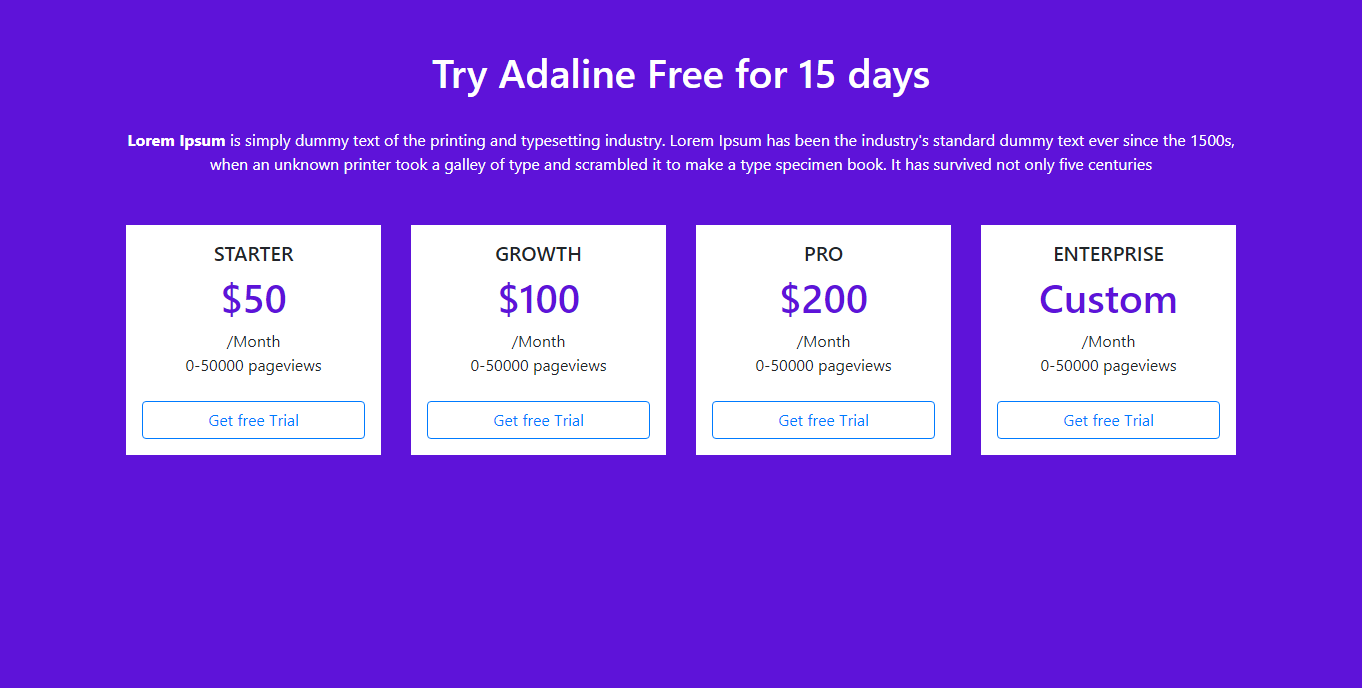 Try Adaline Free for 15 days
Lorem Ipsum is simply dummy text of the printing and typesetting industry. Lorem Ipsum has been the industry's standard dummy text ever since the 1500s,
when an unknown printer took a galley of type and scrambled it to make a type specimen book. It has survived not only five centuries
STARTER
$50
/Month
0-50000 pageviews
Get free Trial
GROWTH
$100
/Month
0-50000 pageviews
Get free Trial
PRO
$200
/Month
0-50000 pageviews
Get free Trial
ENTERPRISE
Custom
/Month
0-50000 pageviews
Get free Trial